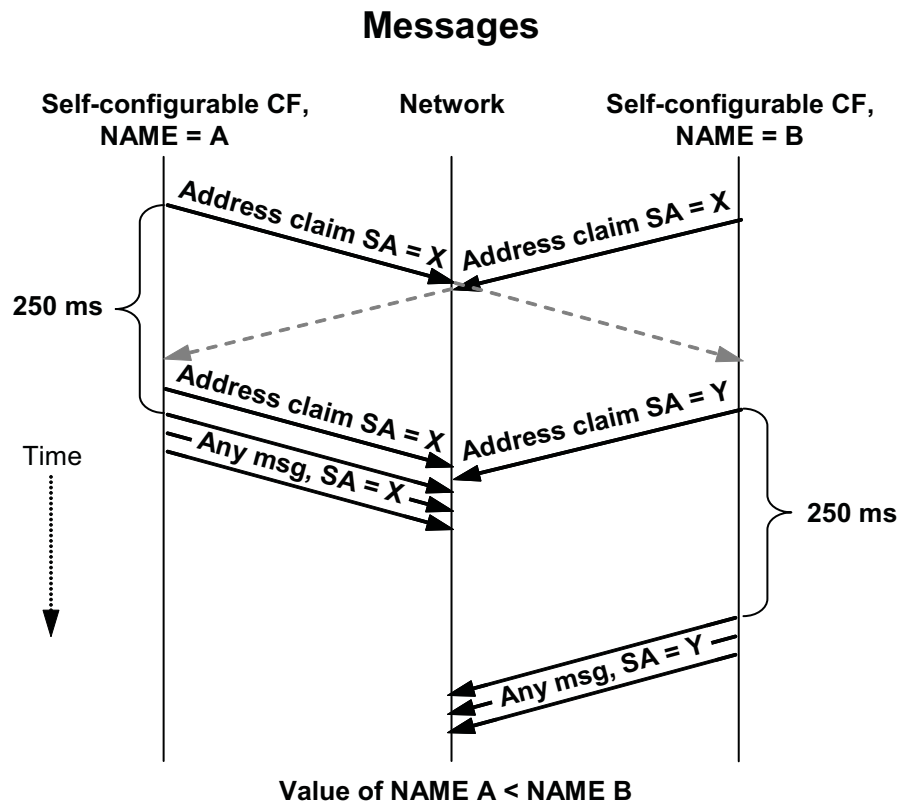 Messages
Self-configurable CF,
NAME = A
Network
Self-configurable CF,
NAME = B
Address claim SA = X
Address claim SA = X
250 ms
Address claim SA = X
Address claim SA = Y
Any msg, SA = X
Time
250 ms
Any msg, SA = Y
Value of NAME A < NAME B